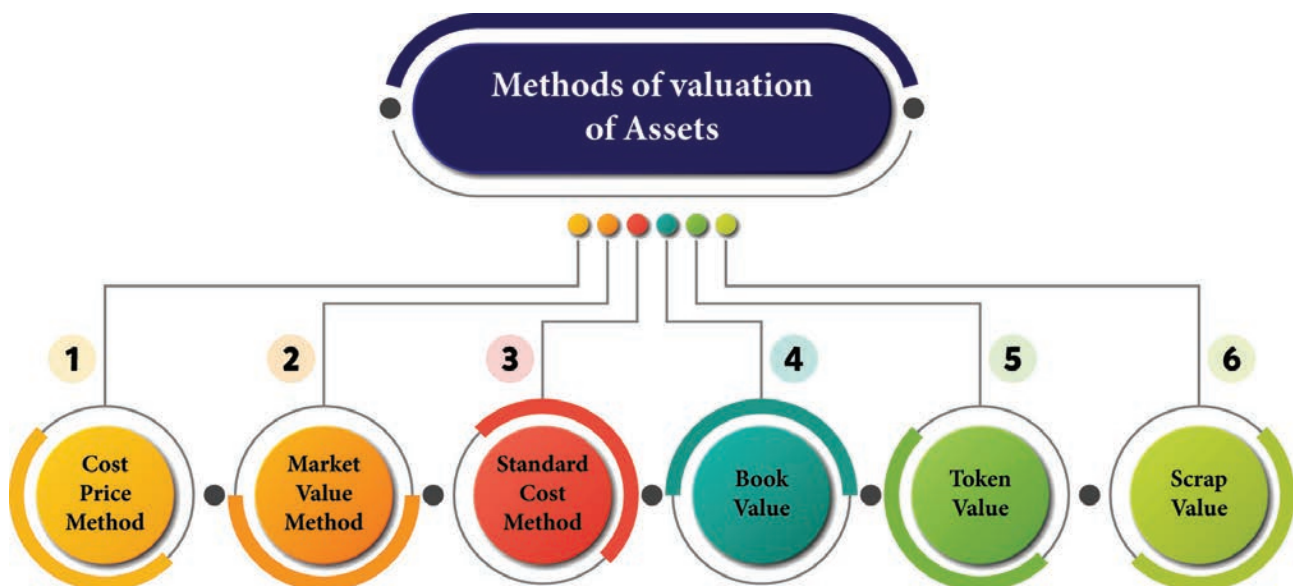 Methods of valuation
of Assets
1
2
3
4
5
6
Cost
Price
Method
Market
Value
Method
Standard
Cost
Method
Book
Value
Token
Value
Scrap
Value